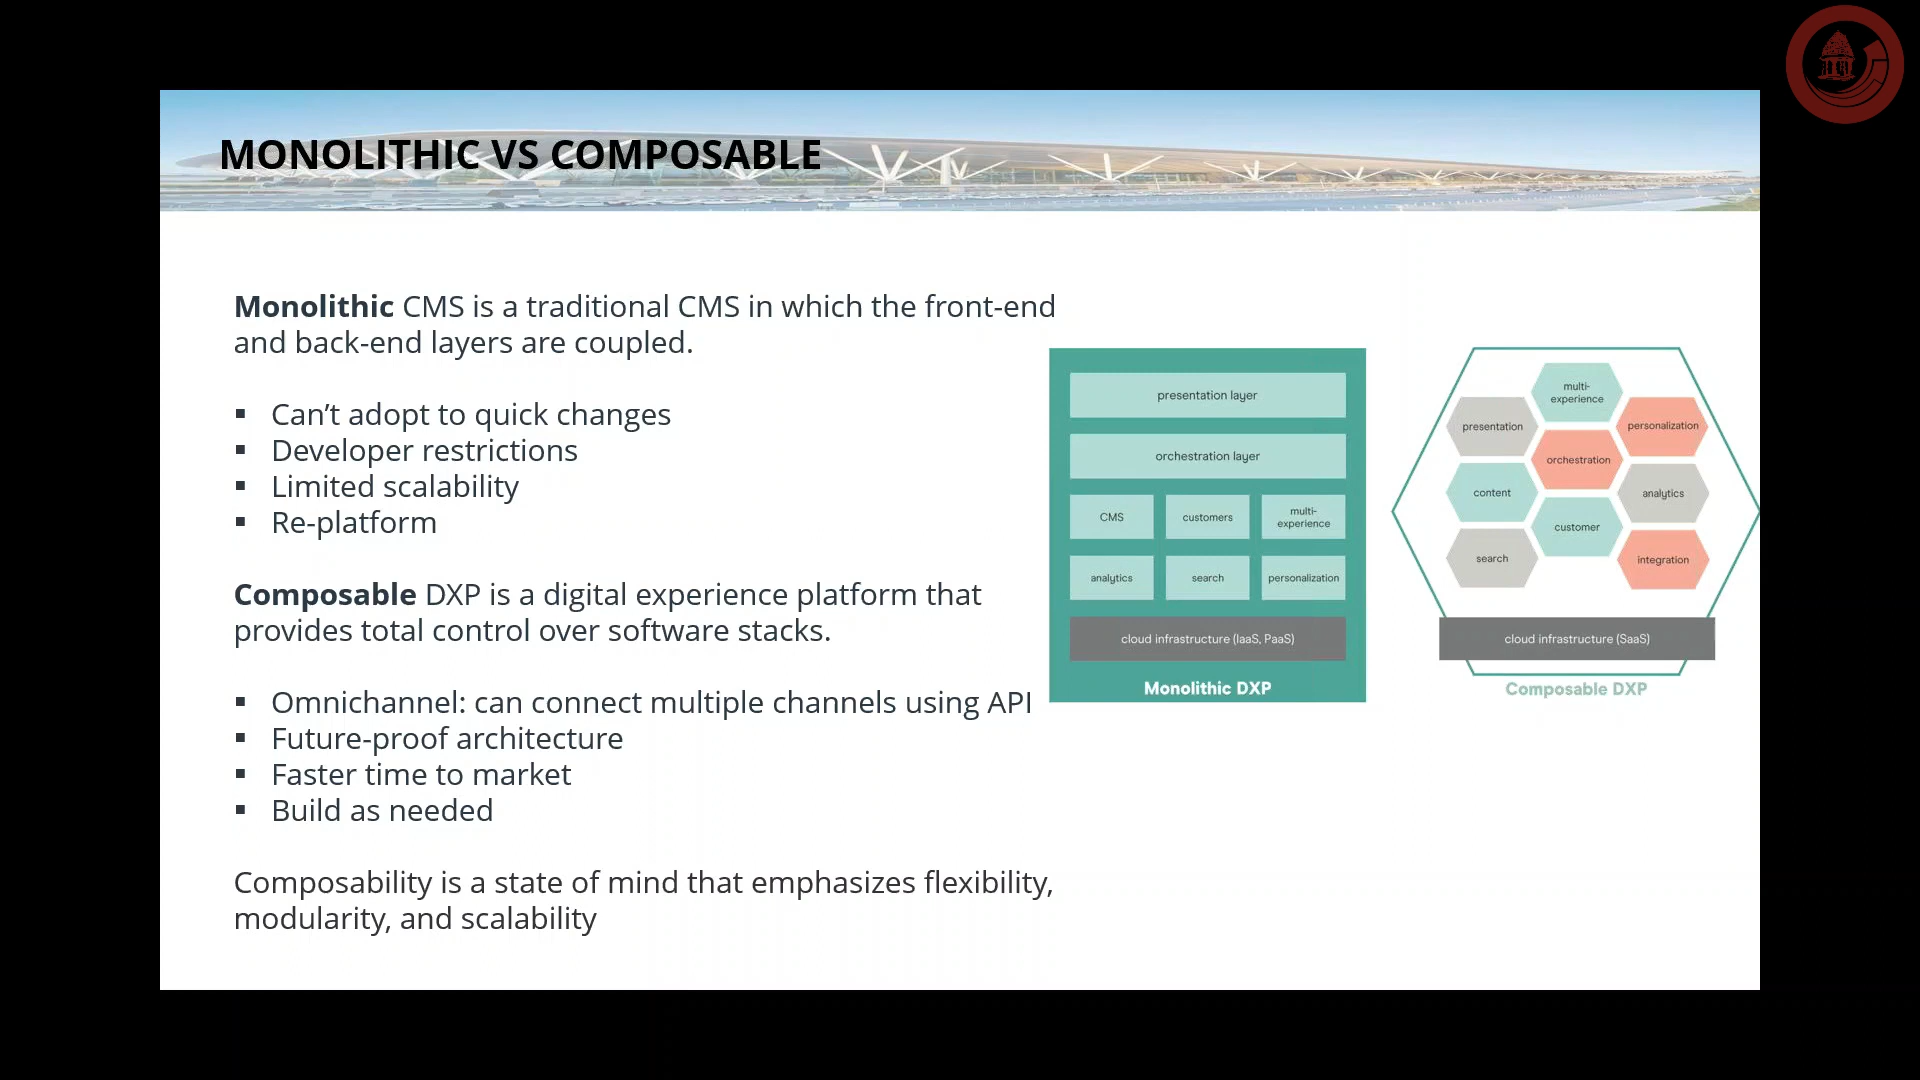 MONOLITHIC VS COMPOSABLE
Monolithic CMS is a traditional CMS in which the front-end
and back-end layers are coupled.
▪ Can’t adopt to quick changes
▪ Developer restrictions
▪ Limited scalability
▪ Re-platform
Composable DXP is a digital experience platform that
provides total control over software stacks.
▪ Omnichannel: can connect multiple channels using API
▪ Future-proof architecture
▪ Faster time to market
▪ Build as needed
Composability is a state of mind that emphasizes flexibility,
modularity, and scalability
presentation layer
orchestration layer
CMS
customers
multi-
experience
analytics
search
personalization
cloud infrastructure (IaaS, PaaS)
Monolithic DXP
multi-
experience
presentation
personalization
orchestration
content
analytics
customer
search
integration
cloud infrastructure (SaaS)
Composable DXP